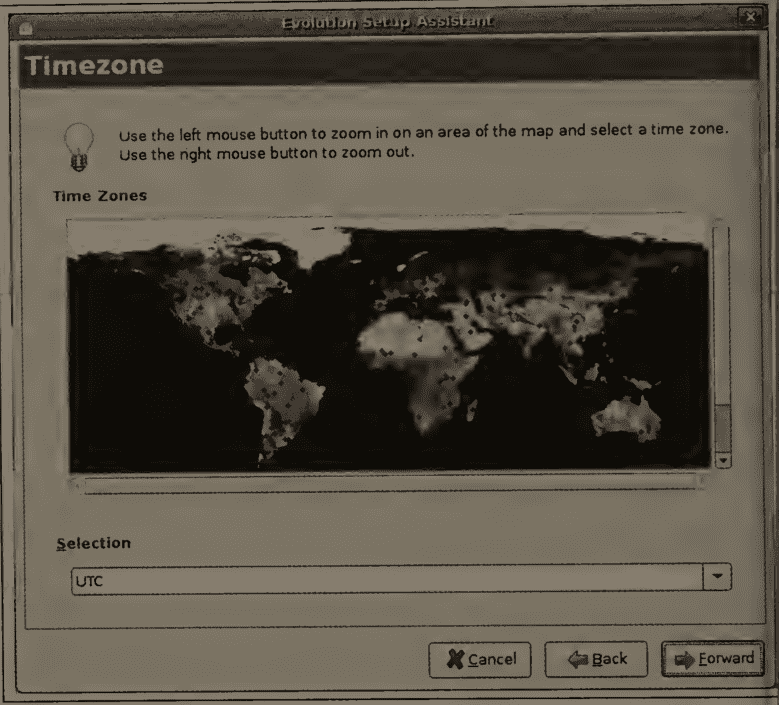 Evolution Setup Assistant
Timezone
Use the left mouse button to zoom in on an area of the map and select a time zone.
Use the right mouse button to zoom out.
Time Zones
Selection
UTC
Cancel
Back
Forward